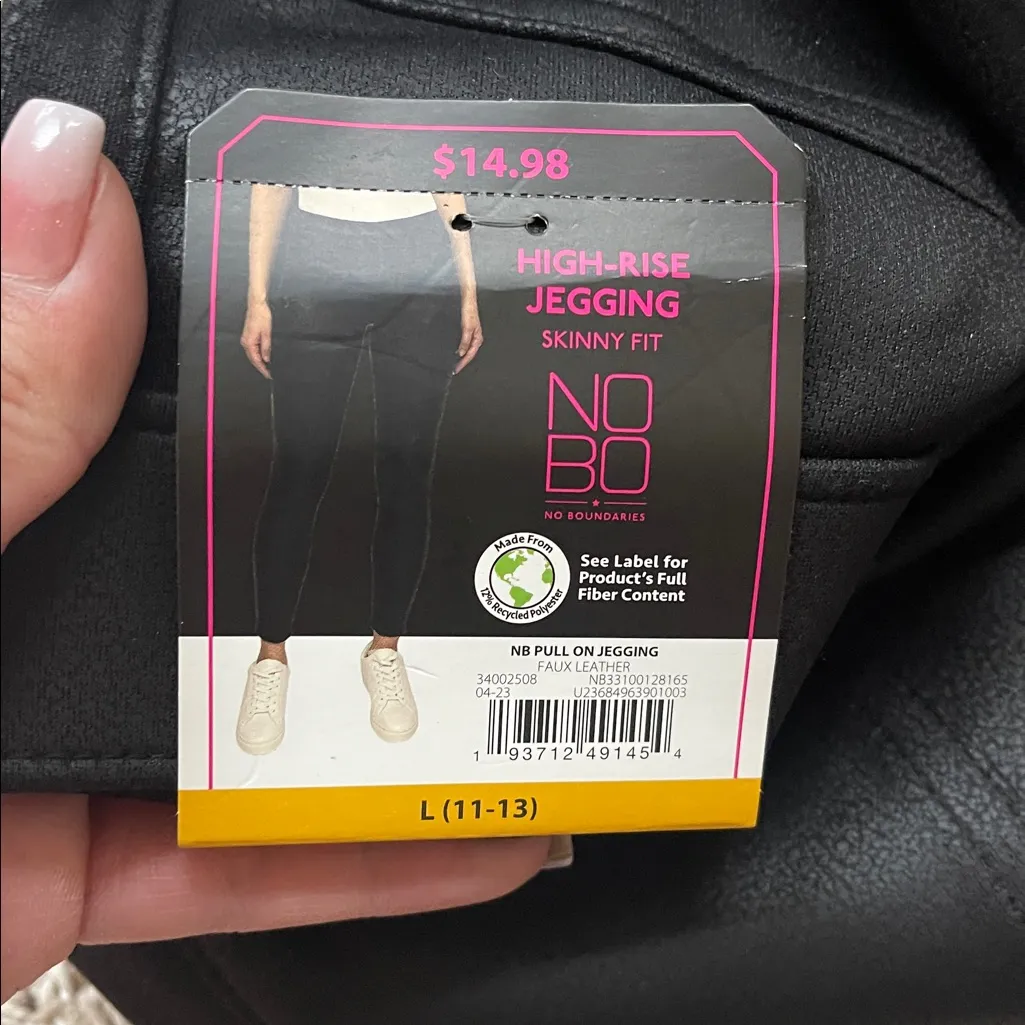 $14.98
HIGH-RISE
JEGGING
SKINNY FIT
NO
BO
NO BOUNDARIES
Made From
12% Recycled Polyester
See Label for
Product's Full
Fiber Content
NB PULL ON JEGGING
FAUX LEATHER
34002508 NB33100128165
04-23 U23684963901003
1 93712 49145 4
L (11-13)